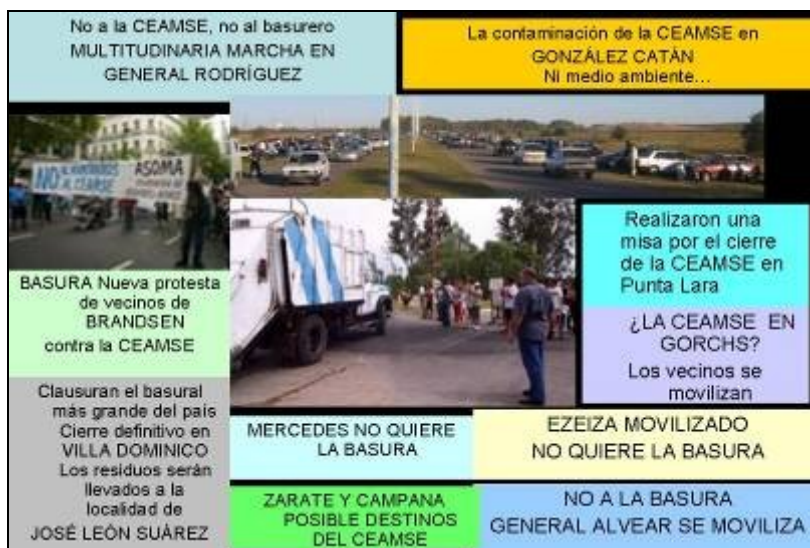 No a la CEAMSE, no al basurero
MULTITUDINARIA MARCHA EN
GENERAL RODRÍGUEZ
La contaminación de la CEAMSE en
GONZÁLEZ CATÁN
Ni medio ambiente...
NO
AL CEAMSE
ASOMA
BASURA Nueva protesta
de vecinos de
BRANDSEN
contra la CEAMSE
Realizaron una
misa por el cierre
de la CEAMSE en
Punta Lara
¿LA CEAMSE EN
GORCHS?
Los vecinos se
movilizan
Clausuran el basural
más grande del país
Cierre definitivo en
VILLA DOMINICO
Los residuos serán
llevados a la
localidad de
JOSÉ LEÓN SUÁREZ
MERCEDES NO QUIERE
LA BASURA
EZEIZA MOVILIZADO
NO QUIERE LA BASURA
ZARATE Y CAMPANA
POSIBLE DESTINOS
DEL CEAMSE
NO A LA BASURA
GENERAL ALVEAR SE MOVILIZA